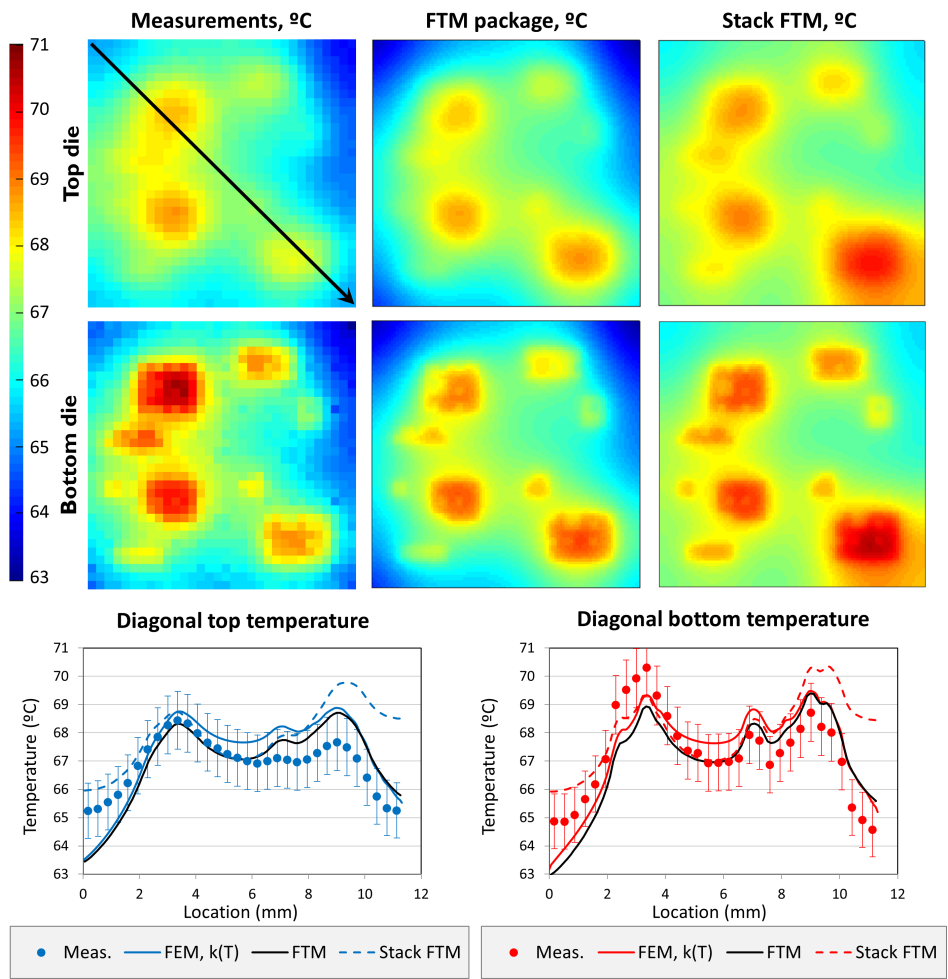 Measurements, ºC
FTM package, ºC
Stack FTM, ºC
71
70
69
68
67
66
65
64
63
Top die
Bottom die
Diagonal top temperature
71
70
69
68
67
66
65
64
63
Temperature (ºC)
0 2 4 6 8 10 12
Location (mm)
Meas. FEM, k(T) FTM Stack FTM
Diagonal bottom temperature
71
70
69
68
67
66
65
64
63
Temperature (ºC)
0 2 4 6 8 10 12
Location (mm)
Meas. FEM, k(T) FTM Stack FTM